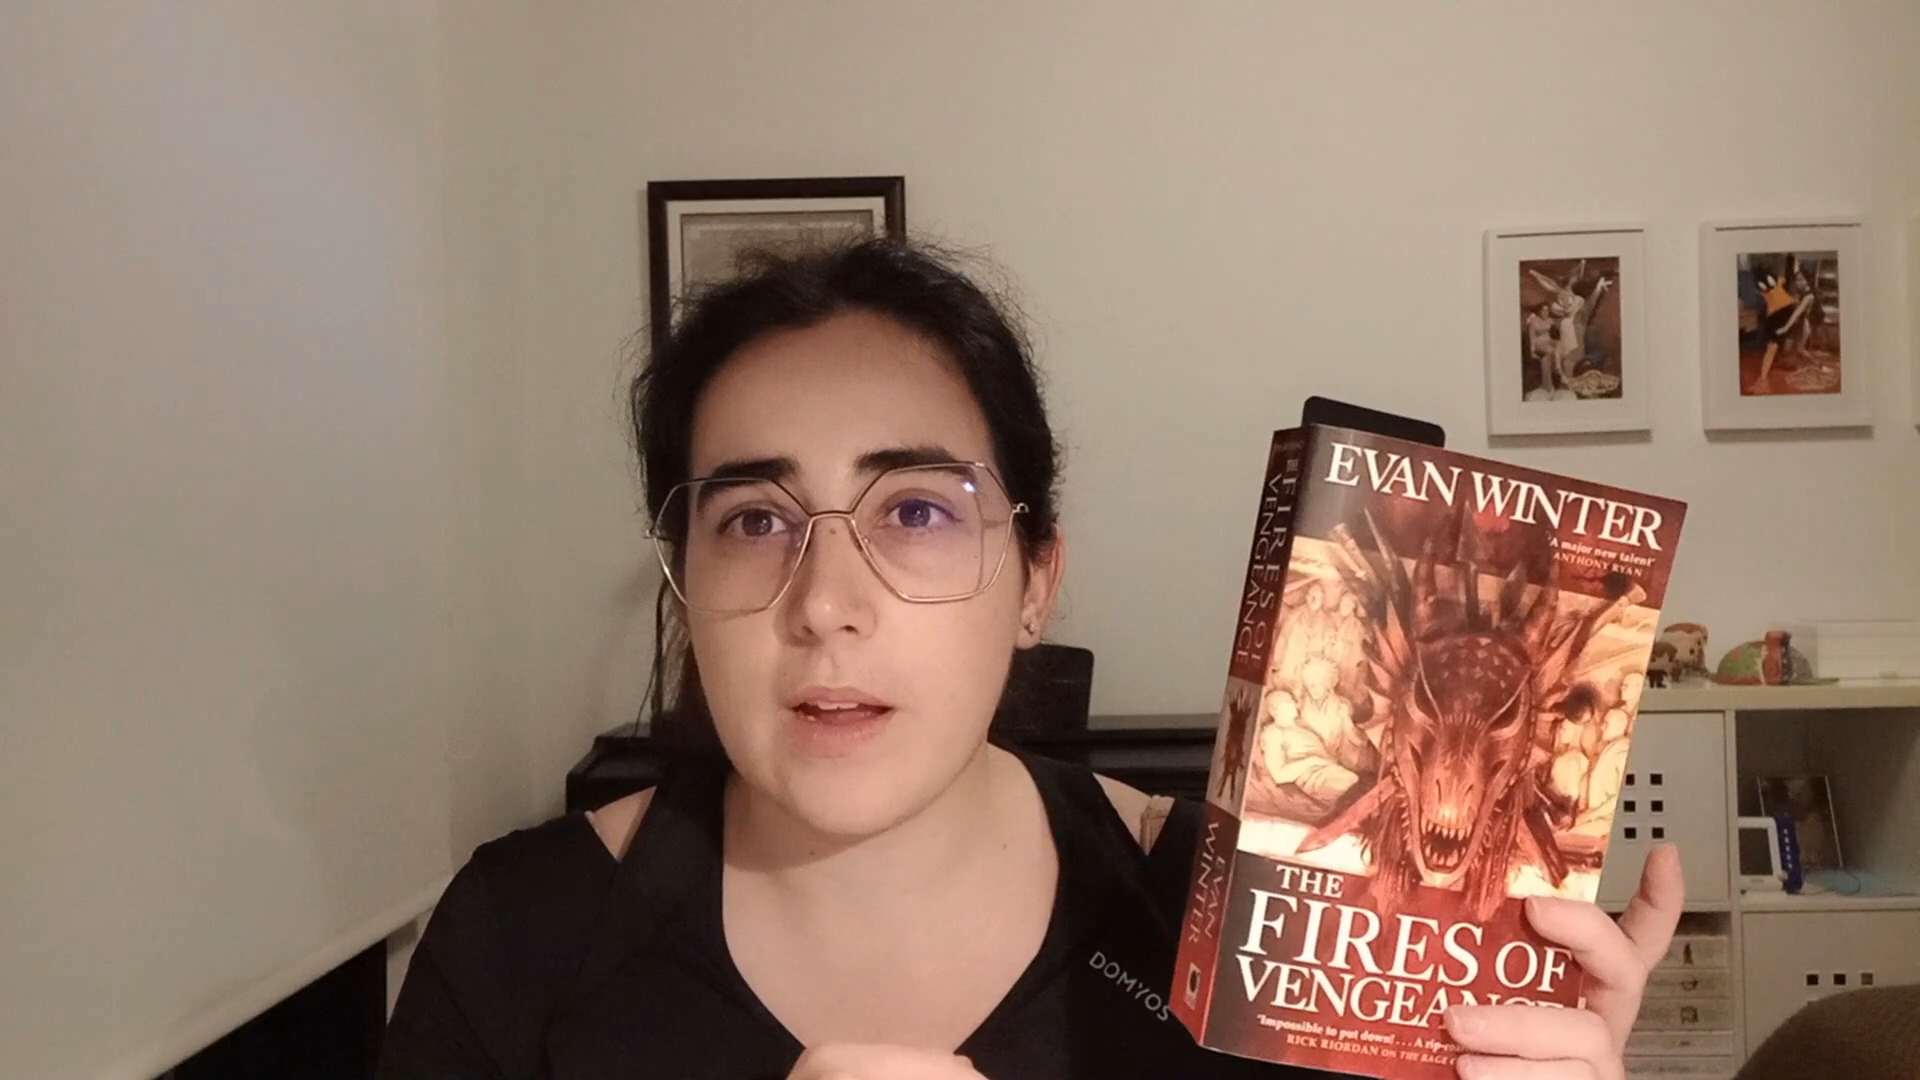 EVAN WINTER
'A major new talent'
ANTHONY RYAN
THE
FIRES OF
VENGEANCE
'Impossible to put down! . . . A rip-
RICK RIORDAN ON THE RAGE
THE FIRES OF
VENGEANCE
EVAN
WINTER
DOMYOS